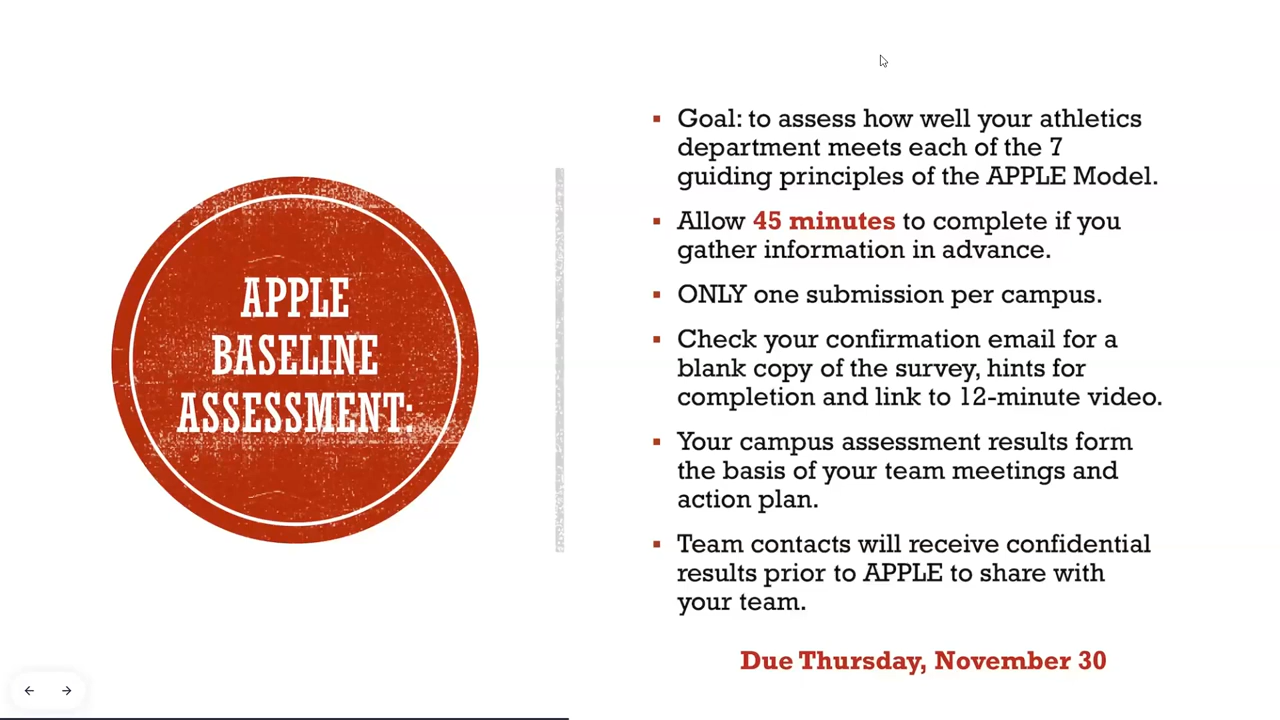 APPLE
BASELINE
ASSESSMENT:
▪ Goal: to assess how well your athletics
department meets each of the 7
guiding principles of the APPLE Model.
▪ Allow 45 minutes to complete if you
gather information in advance.
▪ ONLY one submission per campus.
▪ Check your confirmation email for a
blank copy of the survey, hints for
completion and link to 12-minute video.
▪ Your campus assessment results form
the basis of your team meetings and
action plan.
▪ Team contacts will receive confidential
results prior to APPLE to share with
your team.
Due Thursday, November 30